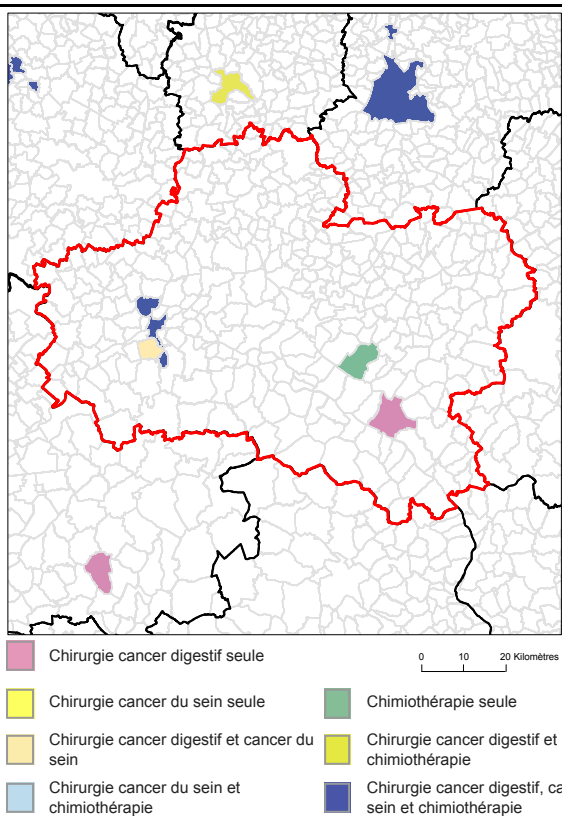 Chirurgie cancer digestif seule
0 10 20 Kilomètres
Chirurgie cancer du sein seule
Chimiothérapie seule
Chirurgie cancer digestif et cancer du
sein
Chirurgie cancer digestif et
chimiothérapie
Chirurgie cancer du sein et
chimiothérapie
Chirurgie cancer digestif, ca
sein et chimiothérapie